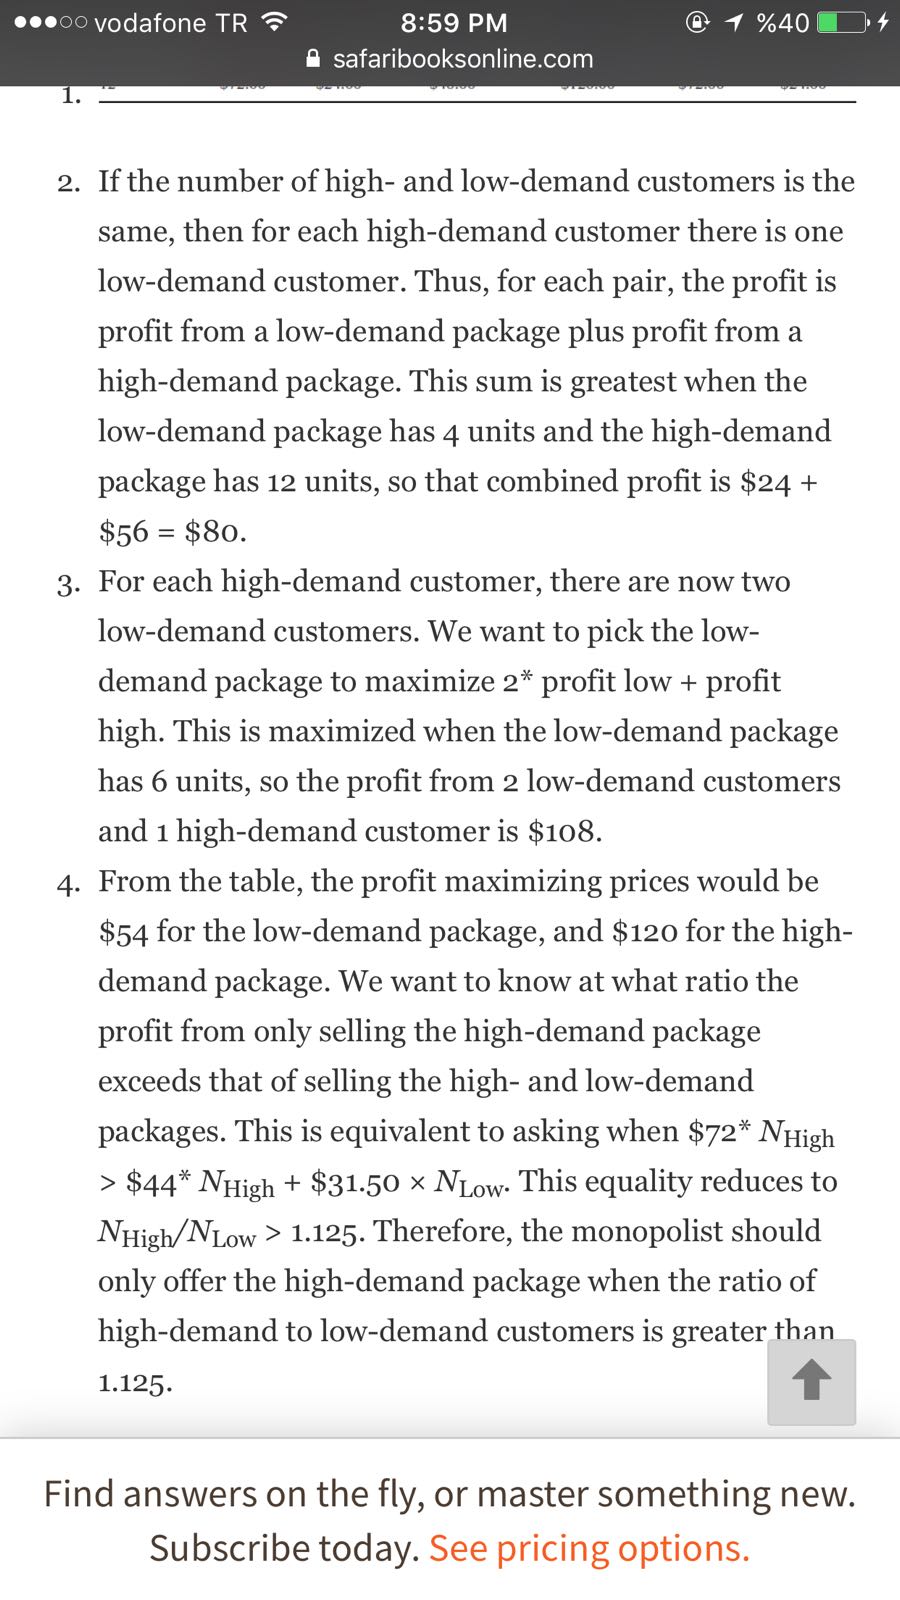 vodafone TR 8:59 PM %40
safaribooksonline.com
1.
2. If the number of high- and low-demand customers is the
same, then for each high-demand customer there is one
low-demand customer. Thus, for each pair, the profit is
profit from a low-demand package plus profit from a
high-demand package. This sum is greatest when the
low-demand package has 4 units and the high-demand
package has 12 units, so that combined profit is $24 +
$56 = $80.
3. For each high-demand customer, there are now two
low-demand customers. We want to pick the low-
demand package to maximize 2* profit low + profit
high. This is maximized when the low-demand package
has 6 units, so the profit from 2 low-demand customers
and 1 high-demand customer is $108.
4. From the table, the profit maximizing prices would be
$54 for the low-demand package, and $120 for the high-
demand package. We want to know at what ratio the
profit from only selling the high-demand package
exceeds that of selling the high- and low-demand
packages. This is equivalent to asking when $72* NHigh
> $44* NHigh + $31.50 × NLow. This equality reduces to
NHigh/NLow > 1.125. Therefore, the monopolist should
only offer the high-demand package when the ratio of
high-demand to low-demand customers is greater than
1.125.
Find answers on the fly, or master something new.
Subscribe today. See pricing options.